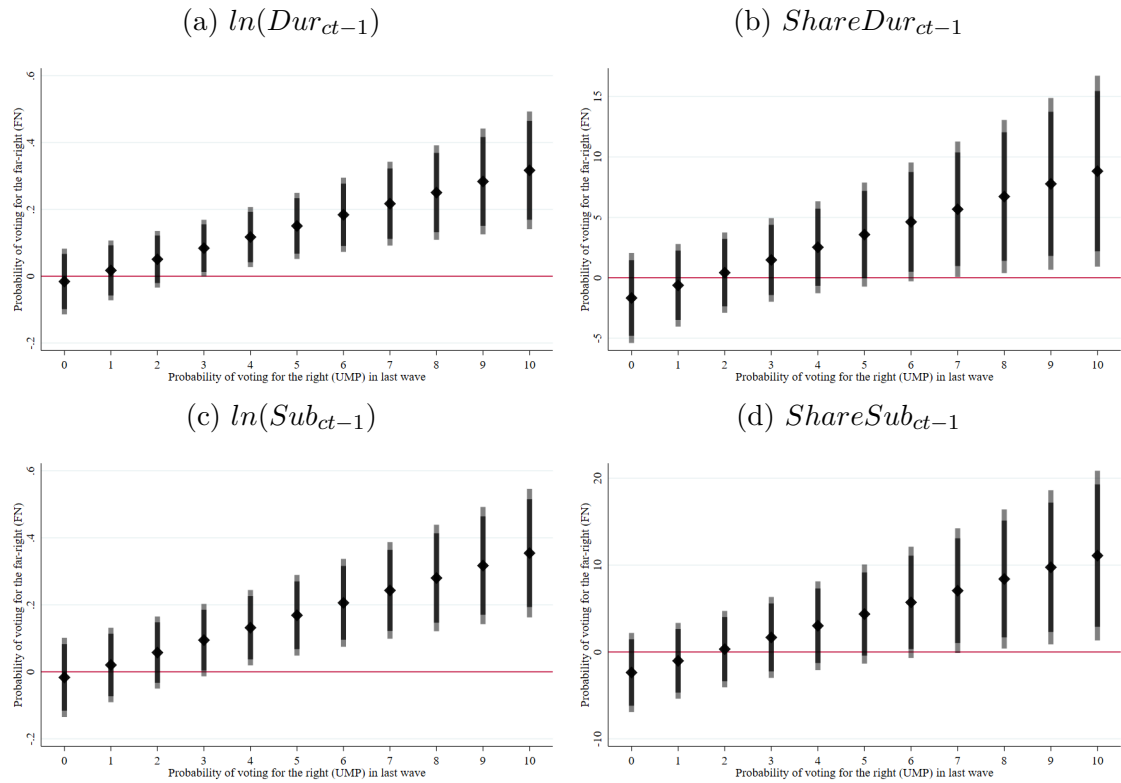 (a) ln(Dur_{ct−1})
(b) ShareDur_{ct−1}
Probability of voting for the far-right (FN)
.6
.4
.2
0
-.2
0 1 2 3 4 5 6 7 8 9 10
Probability of voting for the right (UMP) in last wave
Probability of voting for the far-right (FN)
15
10
5
0
-5
0 1 2 3 4 5 6 7 8 9 10
Probability of voting for the right (UMP) in last wave
(c) ln(Sub_{ct−1})
(d) ShareSub_{ct−1}
Probability of voting for the far-right (FN)
.6
.4
.2
0
-.2
0 1 2 3 4 5 6 7 8 9 10
Probability of voting for the right (UMP) in last wave
Probability of voting for the far-right (FN)
20
10
0
-10
0 1 2 3 4 5 6 7 8 9 10
Probability of voting for the right (UMP) in last wave